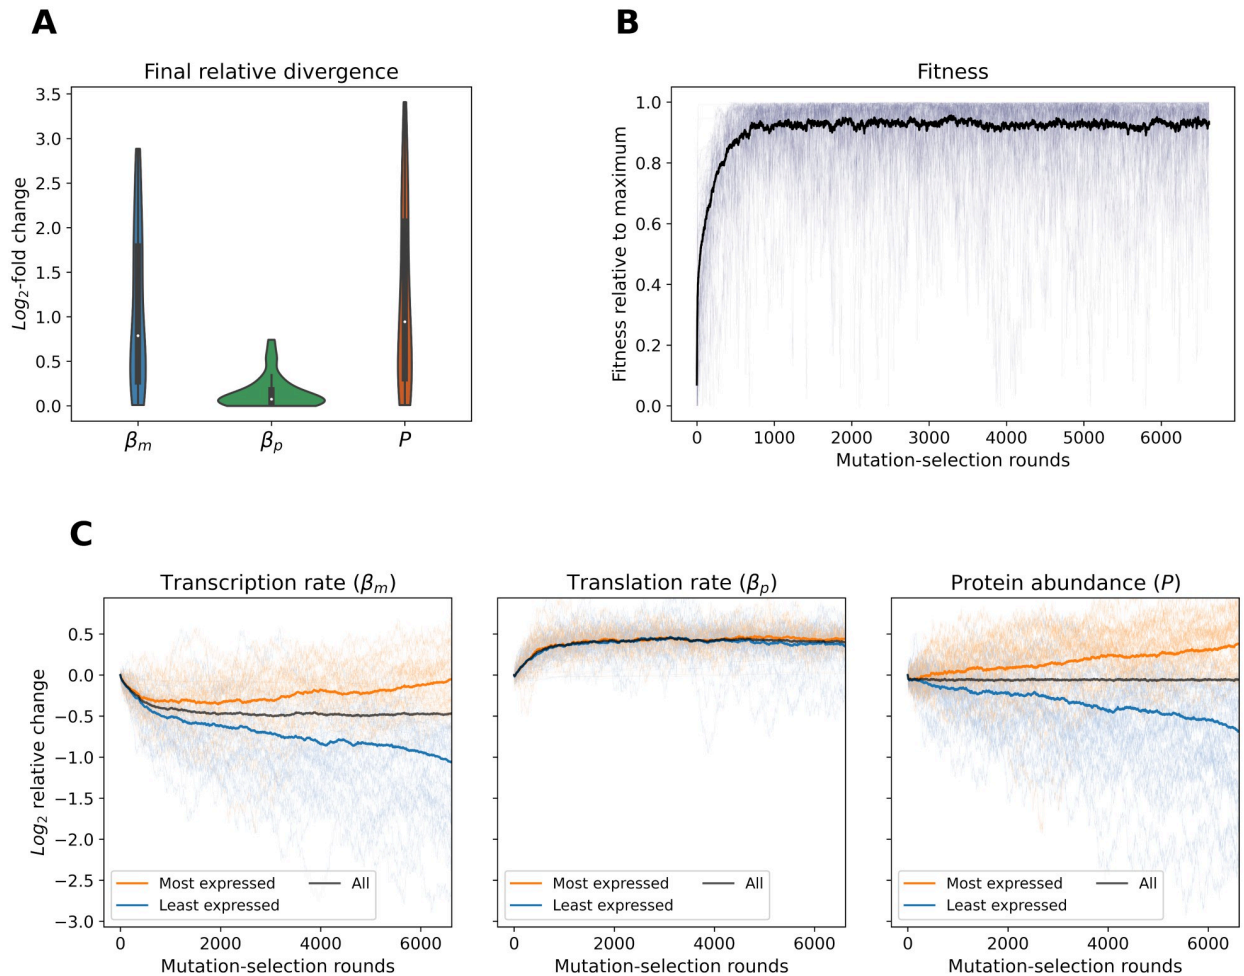 A
Final relative divergence
Log₂-fold change
3.5
3.0
2.5
2.0
1.5
1.0
0.5
0.0
βₘ
βₚ
P
B
Fitness
Fitness relative to maximum
1.0
0.8
0.6
0.4
0.2
0.0
0 1000 2000 3000 4000 5000 6000
Mutation-selection rounds
C
Transcription rate (βₘ)
Log₂ relative change
0.5
0.0
−0.5
−1.0
−1.5
−2.0
−2.5
−3.0
Most expressed
Least expressed
All
0 2000 4000 6000
Mutation-selection rounds
Translation rate (βₚ)
Most expressed
Least expressed
All
0 2000 4000 6000
Mutation-selection rounds
Protein abundance (P)
Most expressed
Least expressed
All
0 2000 4000 6000
Mutation-selection rounds